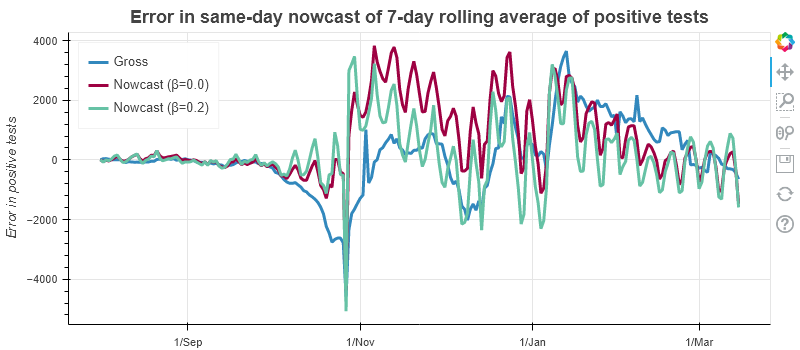 Error in same-day nowcast of 7-day rolling average of positive tests
Error in positive tests
Gross
Nowcast (β=0.0)
Nowcast (β=0.2)
4000
2000
0
−2000
−4000
1/Sep
1/Nov
1/Jan
1/Mar